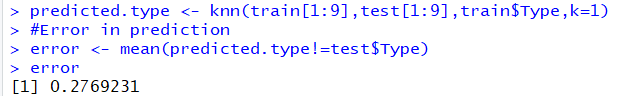 > predicted.type <- knn(train[1:9],test[1:9],train$Type,k=1)
> #Error in prediction
> error <- mean(predicted.type!=test$Type)
> error
[1] 0.2769231